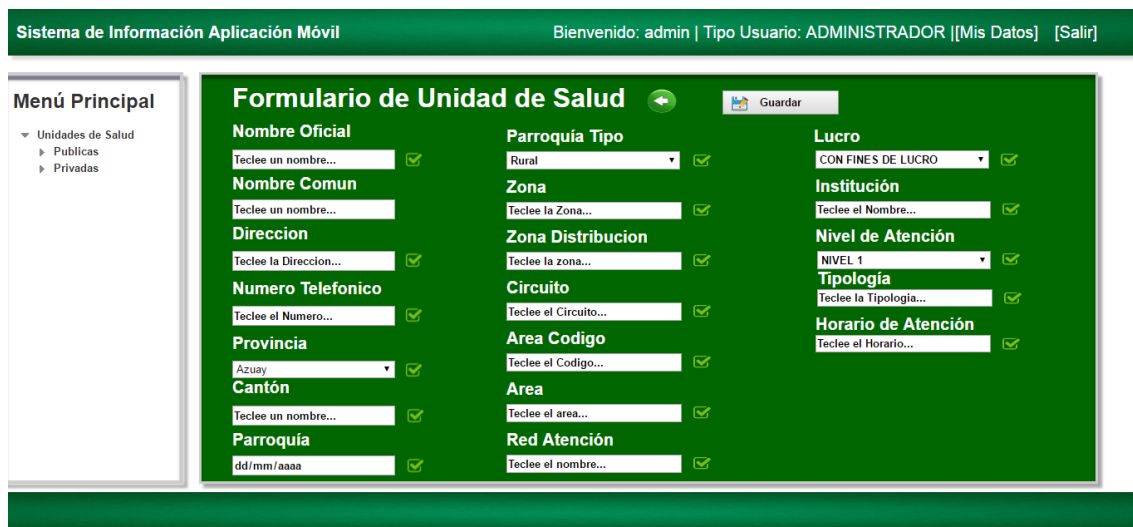 Sistema de Información Aplicación Móvil
Bienvenido: admin | Tipo Usuario: ADMINISTRADOR |[Mis Datos] [Salir]
Menú Principal
Unidades de Salud
Publicas
Privadas
Formulario de Unidad de Salud
Guardar
Nombre Oficial
Teclee un nombre...
Nombre Comun
Teclee un nombre...
Direccion
Teclee la Direccion...
Numero Telefonico
Teclee el Numero...
Provincia
Azuay
Cantón
Teclee un nombre...
Parroquía
dd/mm/aaaa
Parroquía Tipo
Rural
Zona
Teclee la Zona...
Zona Distribucion
Teclee la zona...
Circuito
Teclee el Circuito...
Area Codigo
Teclee el Codigo...
Area
Teclee el area...
Red Atención
Teclee el nombre...
Lucro
CON FINES DE LUCRO
Institución
Teclee el Nombre...
Nivel de Atención
NIVEL 1
Tipología
Teclee la Tipologia...
Horario de Atención
Teclee el Horario...